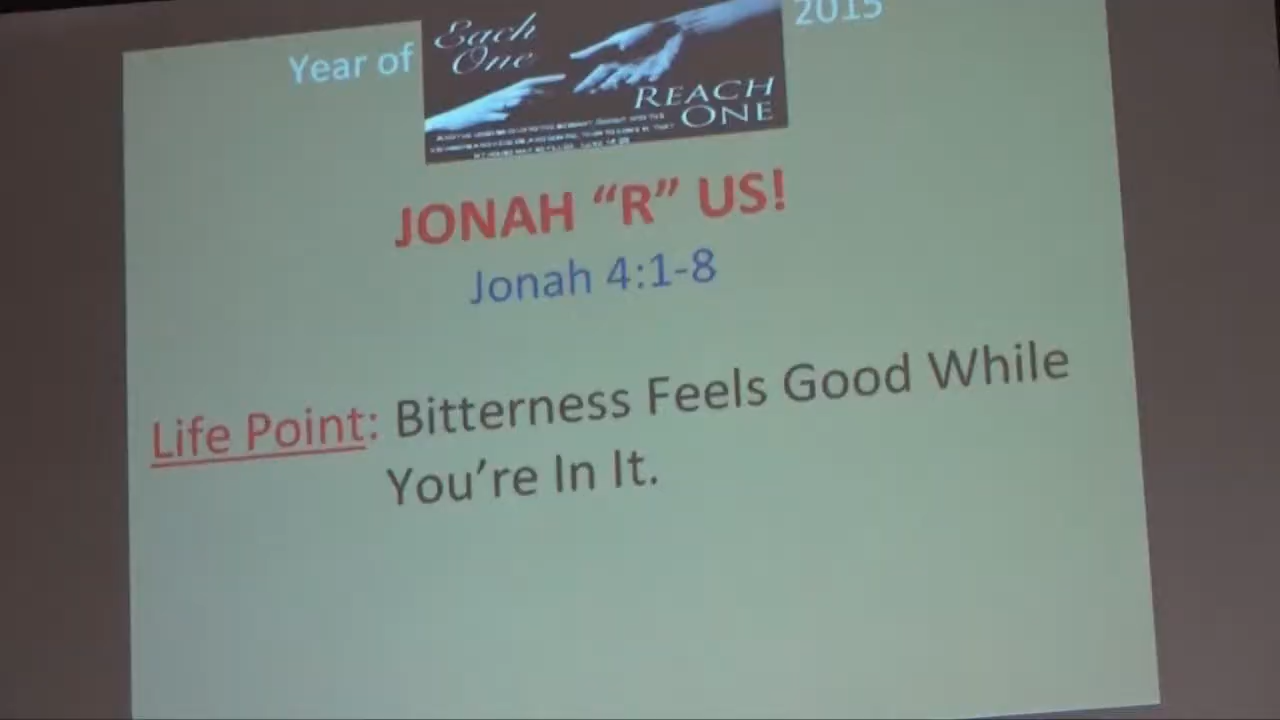 Year of Each One REACH ONE 2015
JONAH “R” US!
Jonah 4:1-8
Life Point: Bitterness Feels Good While
You’re In It.